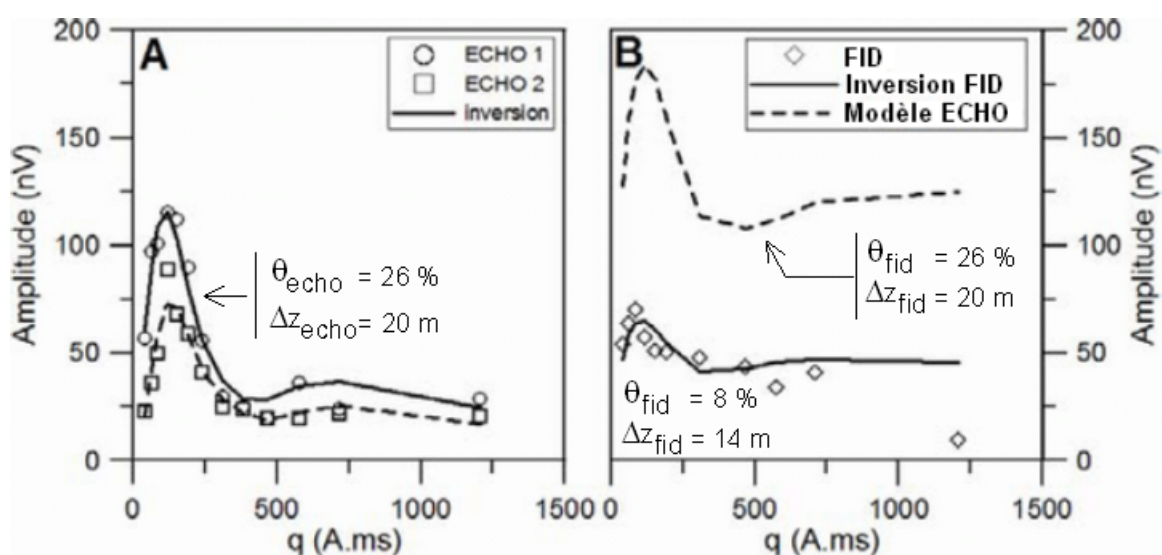 A
ECHO 1
ECHO 2
Inversion
θecho = 26 %
Δzecho= 20 m
Amplitude (nV)
200
150
100
50
0
0
500
1000
1500
q (A.ms)
B
FID
Inversion FID
Modèle ECHO
θfid = 26 %
Δzfid = 20 m
θfid = 8 %
Δzfid = 14 m
0
500
1000
1500
q (A.ms)
200
150
100
50
0
Amplitude (nV)